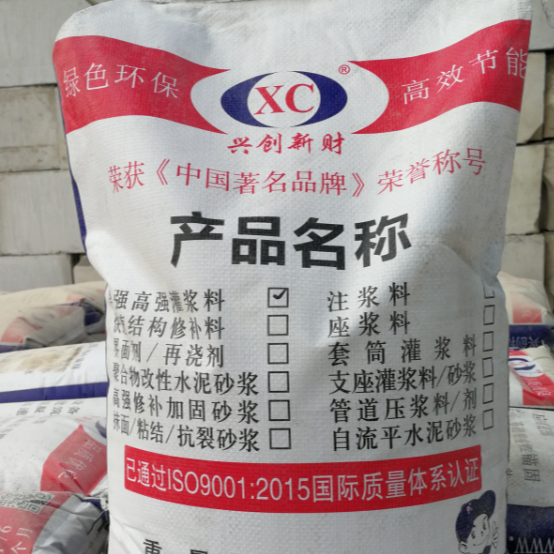 绿色环保
XC®
高效节能
兴创新财
荣获《中国著名品牌》荣誉称号
产品名称
强高强灌浆料
注浆料
结构修补料
座浆料
界面剂/再浇剂
套筒灌浆料
聚合物改性水泥砂浆
支座灌浆料/砂浆
高强修补加固砂浆
管道压浆料/剂
面/粘结/抗裂砂浆
自流平水泥砂浆
已通过ISO9001:2015国际质量体系认证